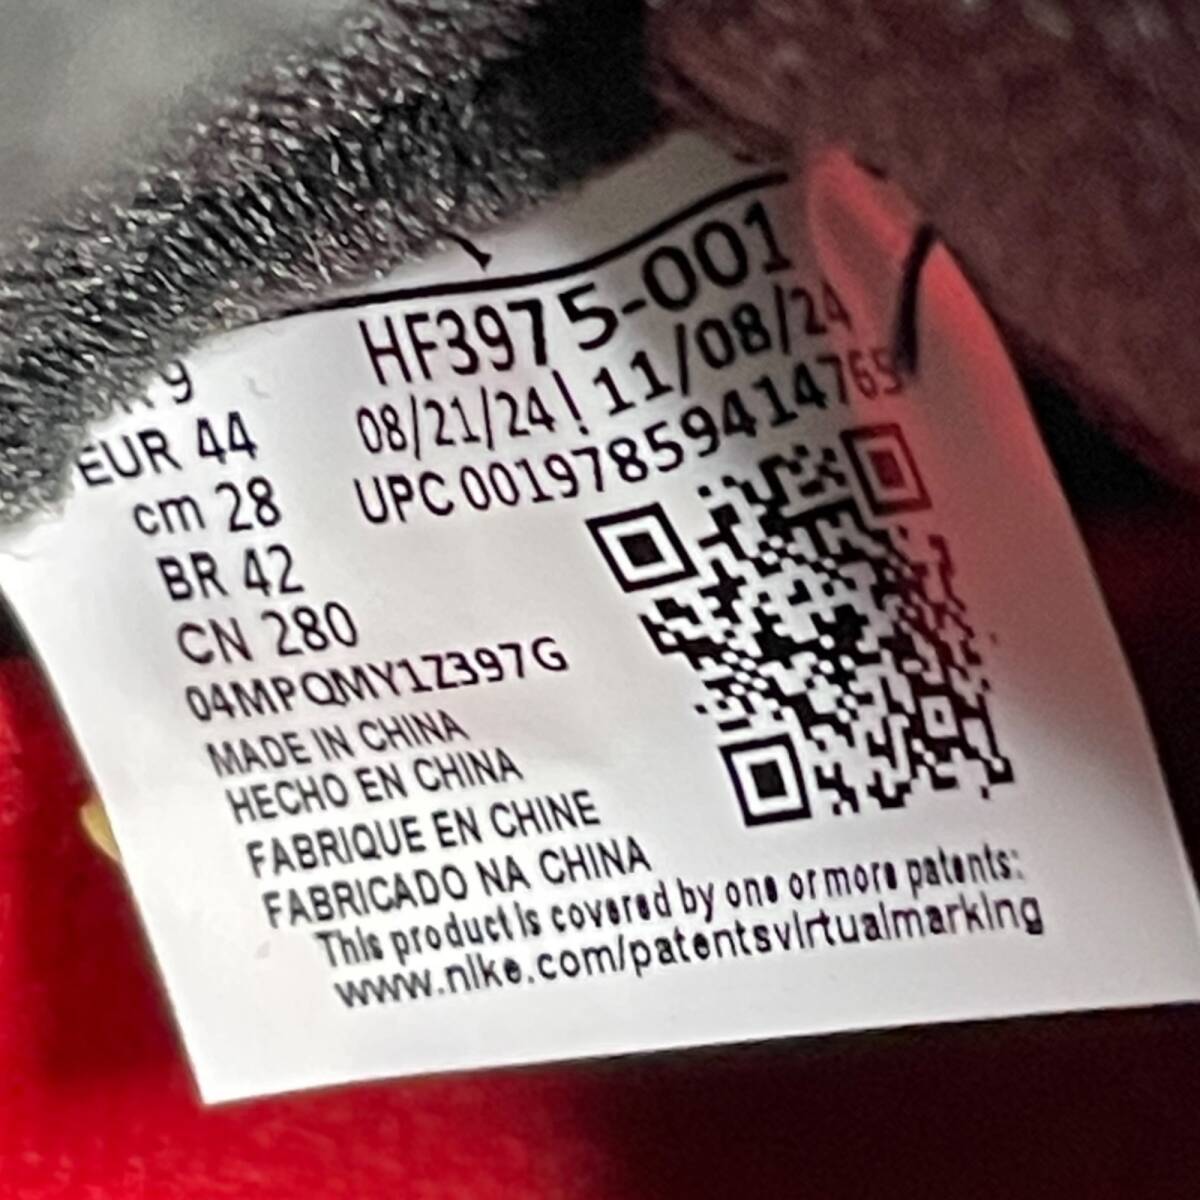 HF3975-001
9 08/21/24 ! 11/08/24
EUR 44 UPC 00197859414765
cm 28
BR 42
CN 280
04MPQMY1Z397G
MADE IN CHINA
HECHO EN CHINA
FABRIQUE EN CHINE
FABRICADO NA CHINA
This product is covered by one or more patents:
www.nike.com/patentsvirtualmarking